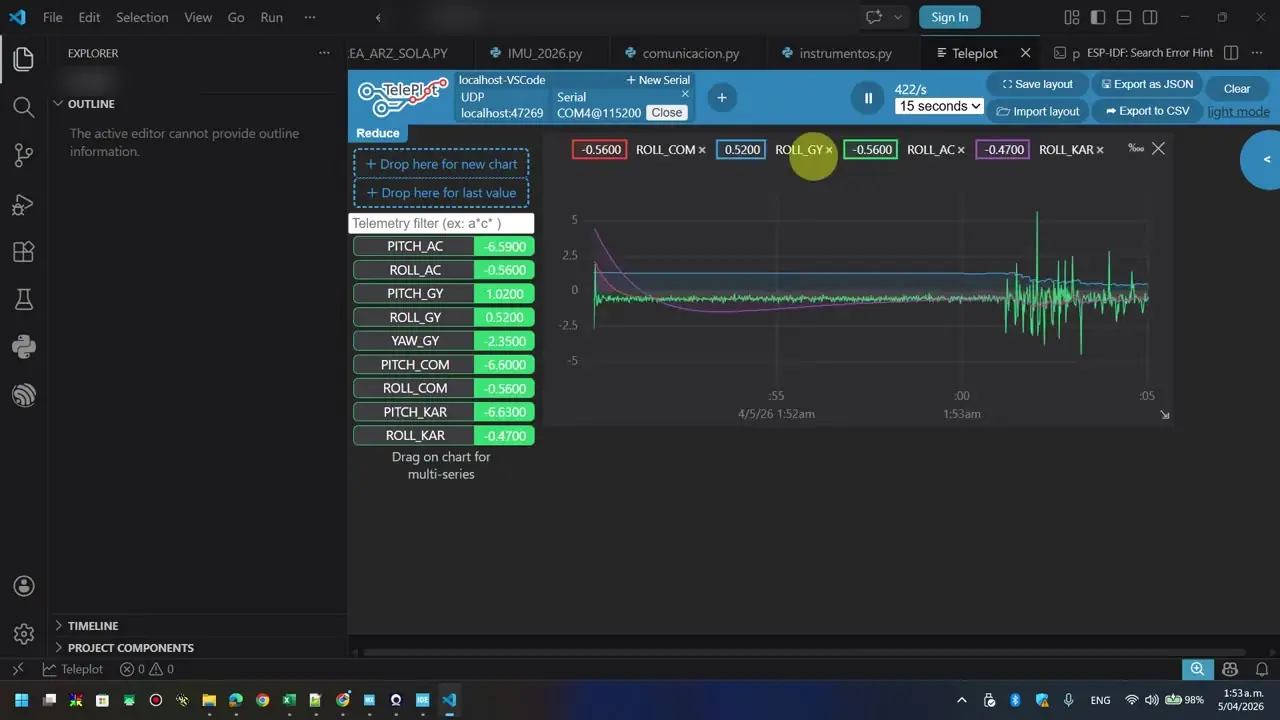 File Edit Selection View Go Run ··· Sign In
EXPLORER ···
OUTLINE
The active editor cannot provide outline
information.
TIMELINE
PROJECT COMPONENTS
EA_ARZ_SOLA.PY IMU_2026.py comunicacion.py instrumentos.py Teleplot p ESP-IDF: Search Error Hint ···
TelePlot
localhost-VSCode + New Serial
UDP
localhost:47269
Serial
COM4@115200 Close
+
422/s
15 seconds
Save layout Export as JSON Clear
Import layout Export to CSV light mode
Reduce
+ Drop here for new chart
+ Drop here for last value
Telemetry filter (ex: a*c* )
PITCH_AC -6.5900
ROLL_AC -0.5600
PITCH_GY 1.0200
ROLL_GY 0.5200
YAW_GY -2.3500
PITCH_COM -6.6000
ROLL_COM -0.5600
PITCH_KAR -6.6300
ROLL_KAR -0.4700
Drag on chart for
multi-series
-0.5600 ROLL_COM × 0.5200 ROLL_GY × -0.5600 ROLL_AC × -0.4700 ROLL_KAR × ‱
<
5
2.5
0
-2.5
-5
:55 :00 :05
4/5/26 1:52am 1:53am
Teleplot 0 0
ENG 98% 1:53 a. m.
5/04/2026